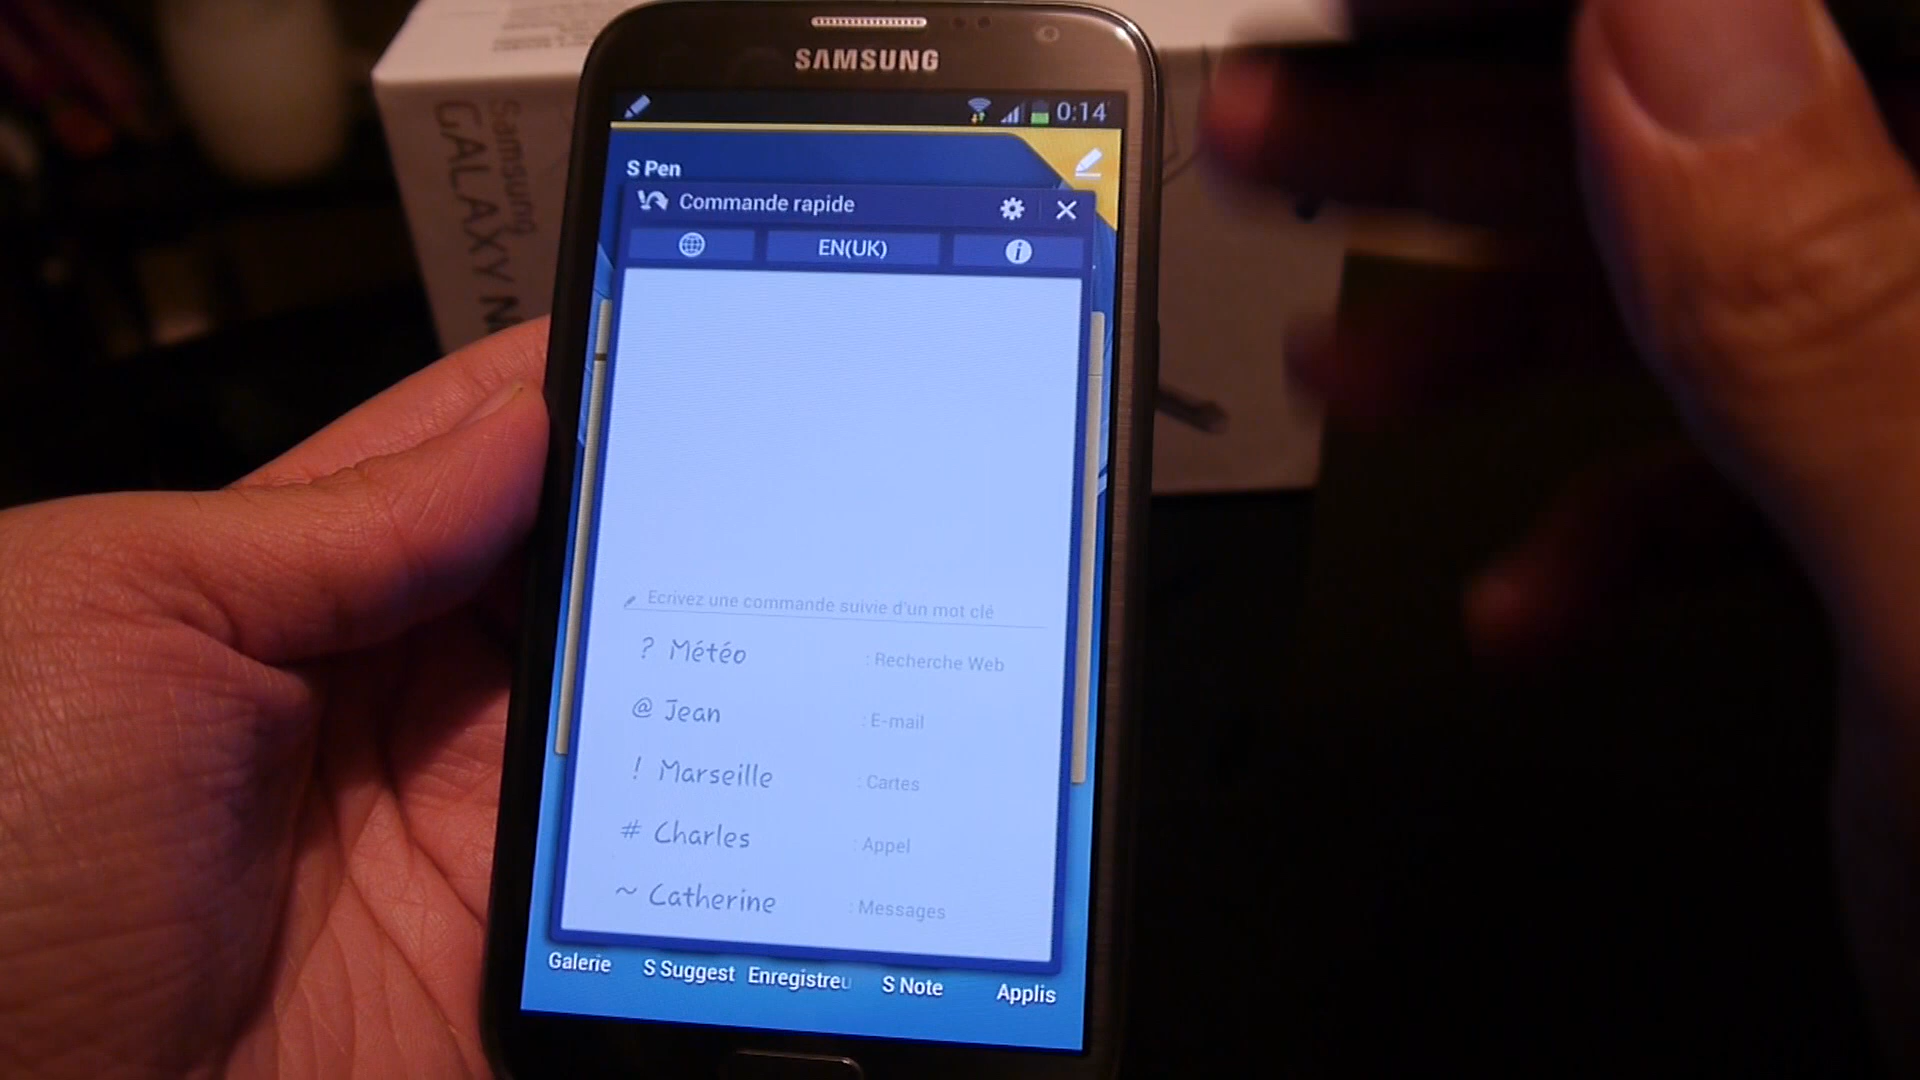 SAMSUNG
Samsung
GALAXY N
0:14
S Pen
Commande rapide
EN(UK)
Ecrivez une commande suivie d'un mot clé
? Météo : Recherche Web
@ Jean : E-mail
! Marseille : Cartes
# Charles : Appel
~ Catherine : Messages
Galerie S Suggest Enregistreu S Note Applis